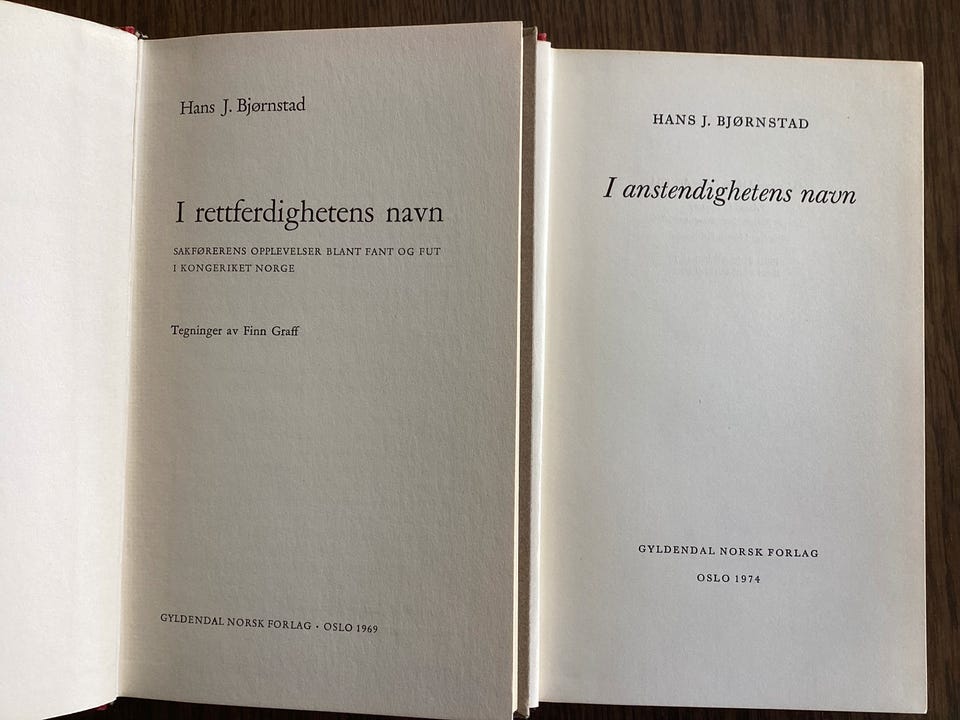 Hans J. Bjørnstad
I rettferdighetens navn
SAKFØRERENS OPPLEVELSER BLANT FANT OG FUT
I KONGERIKET NORGE
Tegninger av Finn Graff
GYLDENDAL NORSK FORLAG · OSLO 1969
HANS J. BJØRNSTAD
I anstendighetens navn
GYLDENDAL NORSK FORLAG
OSLO 1974